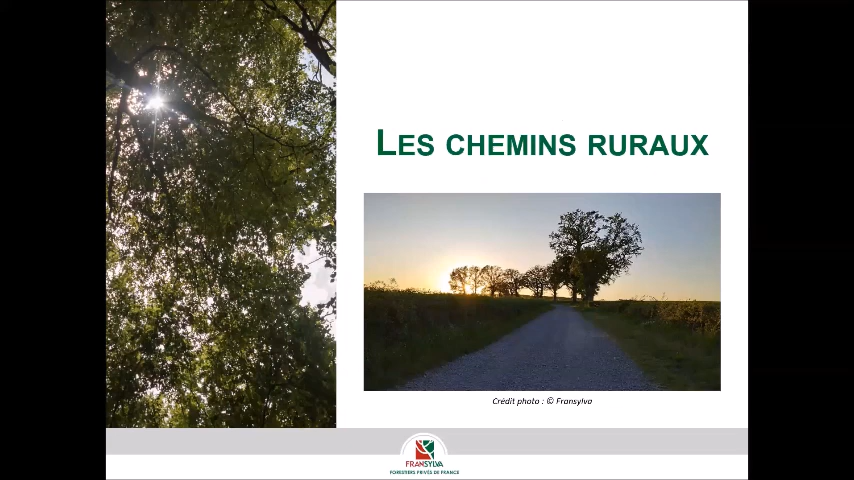 LES CHEMINS RURAUX
Crédit photo : © Fransylva
FRANSYLVA
FORESTIERS PRIVÉS DE FRANCE